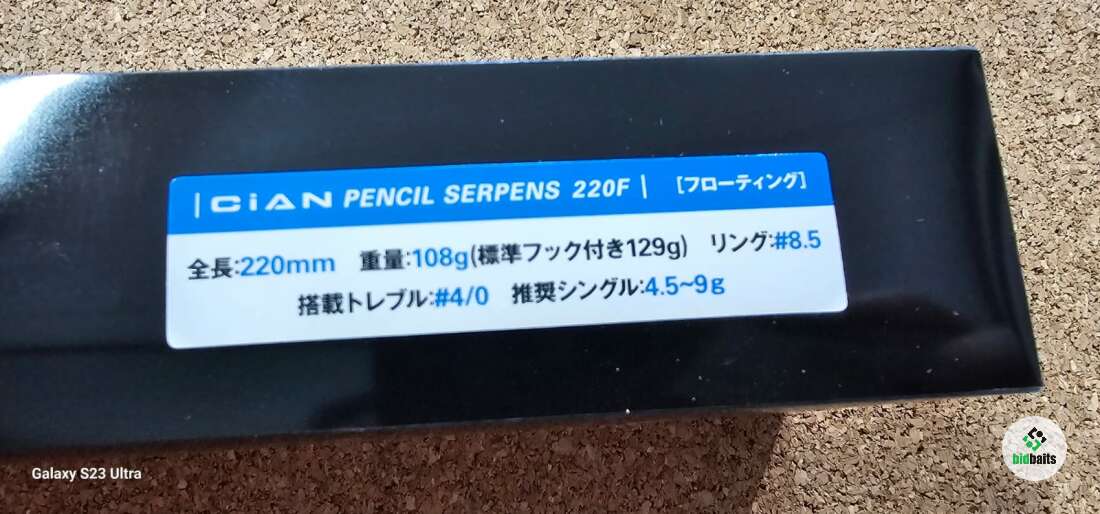 | CiAN PENCIL SERPENS 220F | [フローティング]
全長:220mm 重量:108g(標準フック付き129g) リング:#8.5
搭載トレブル:#4/0 推奨シングル:4.5~9g
Galaxy S23 Ultra
bidbaits